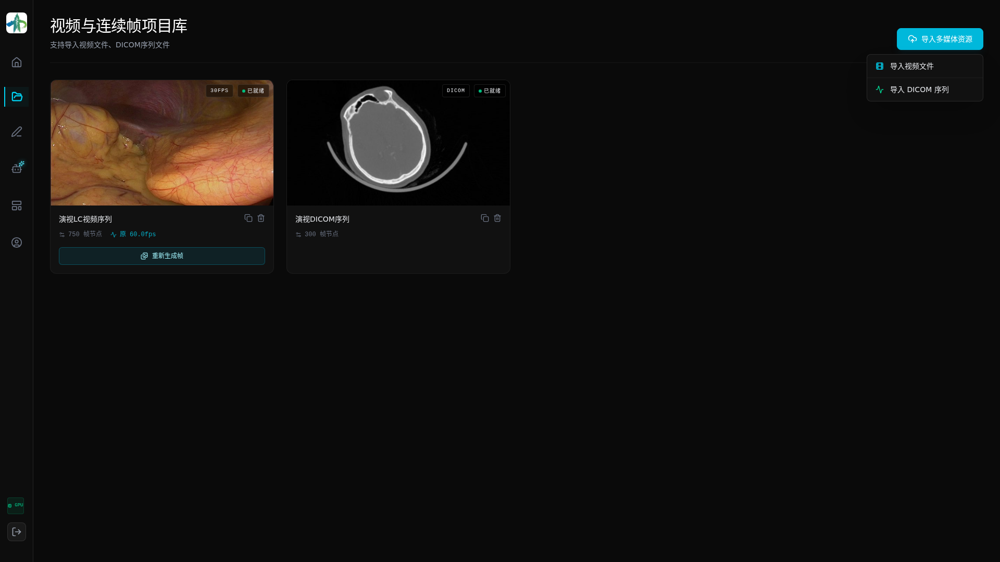 视频与连续帧项目库
支持导入视频文件、DICOM序列文件
导入多媒体资源
导入视频文件
导入 DICOM 序列
30FPS
已就绪
DICOM
已就绪
演视LC视频序列
750 帧节点
原 60.0fps
重新生成帧
演视DICOM序列
300 帧节点
GPU